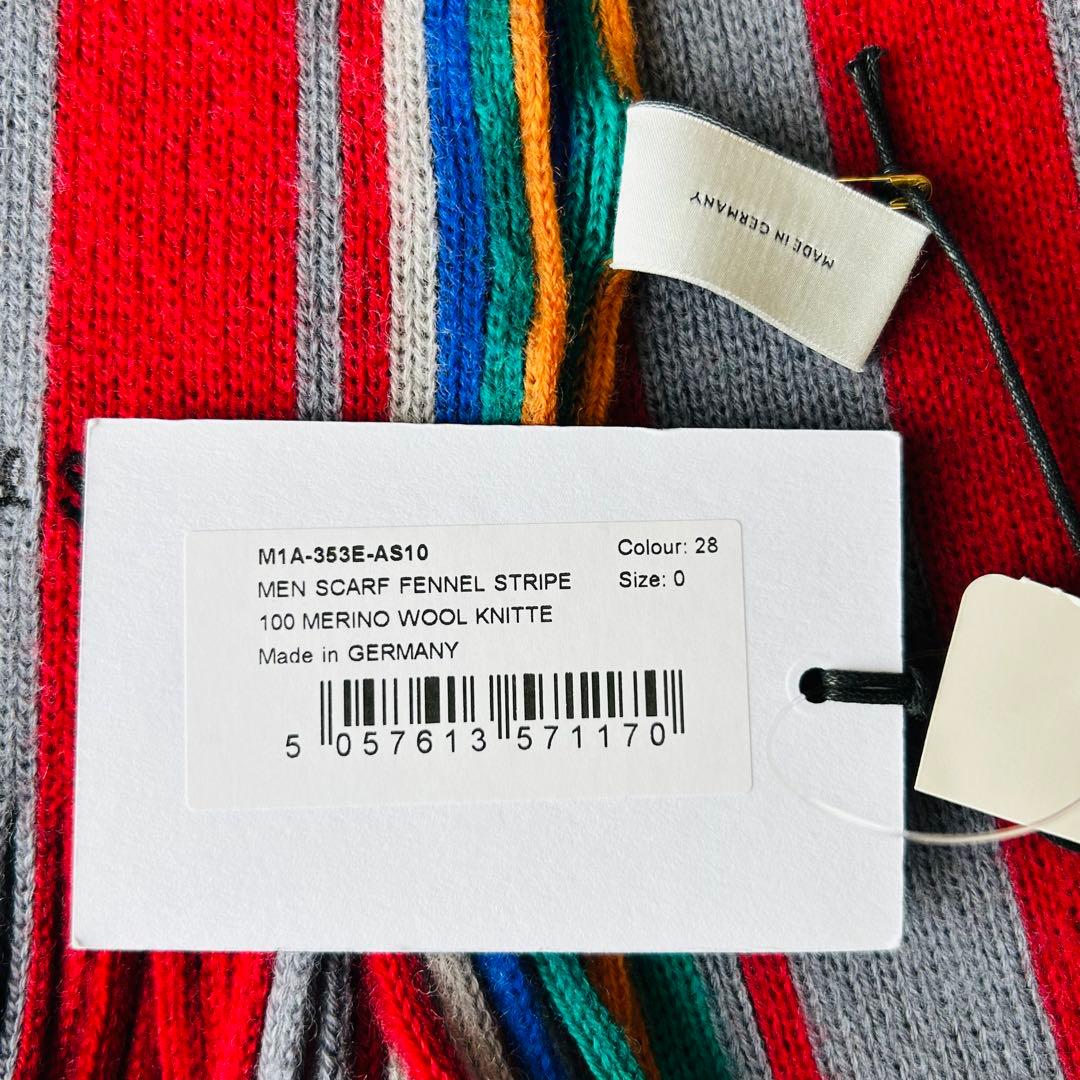 MADE IN GERMANY
M1A-353E-AS10
Colour: 28
MEN SCARF FENNEL STRIPE
Size: 0
100 MERINO WOOL KNITTE
Made in GERMANY
5 057613 571170